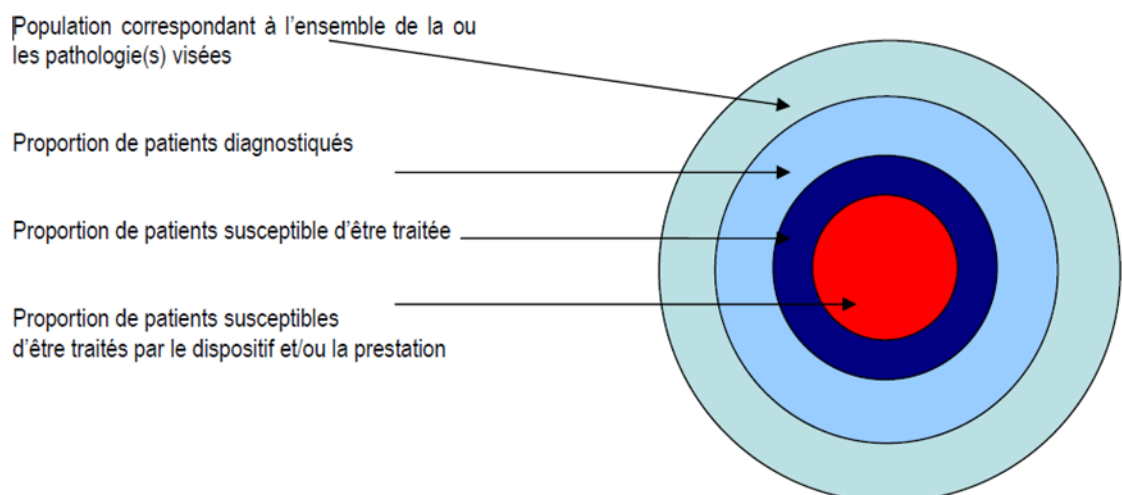 Population correspondant à l'ensemble de la ou
les pathologie(s) visées
Proportion de patients diagnostiqués
Proportion de patients susceptible d'être traitée
Proportion de patients susceptibles
d'être traités par le dispositif et/ou la prestation